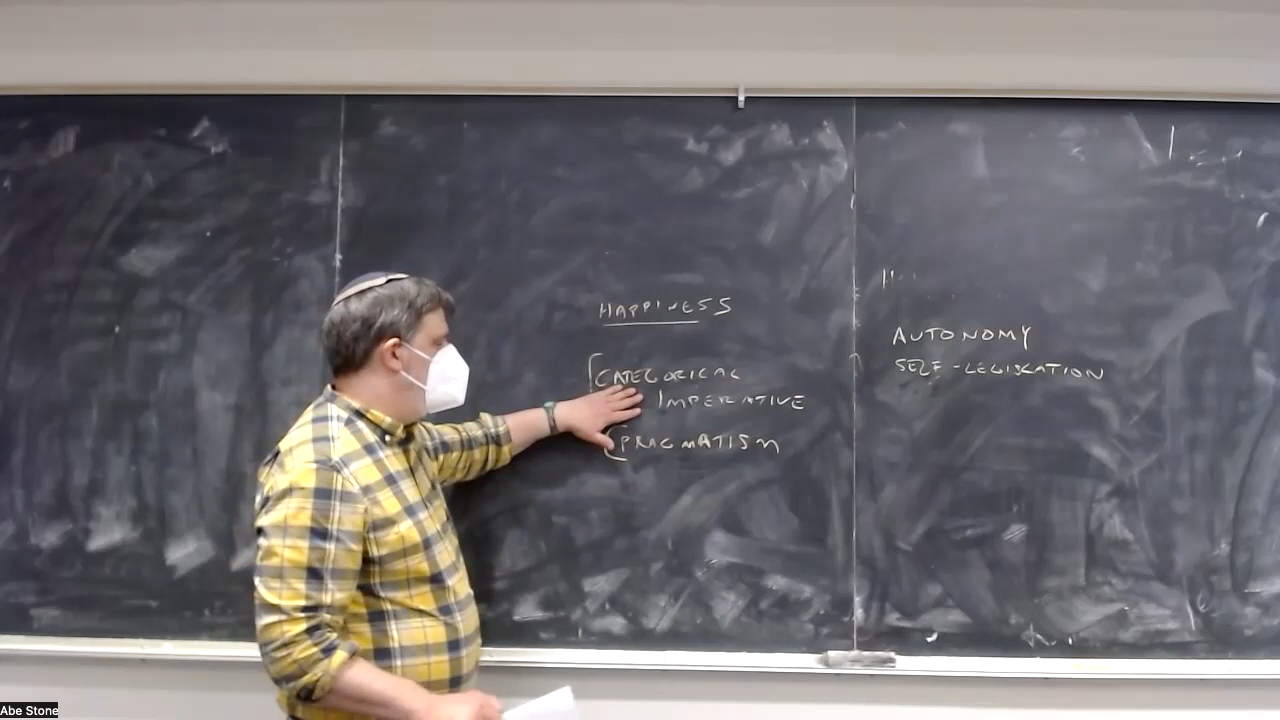 HAPPINESS
CATEGORICAL
IMPERATIVE
PRAGMATISM
AUTONOMY
SELF-LEGISLATION
Abe Stone